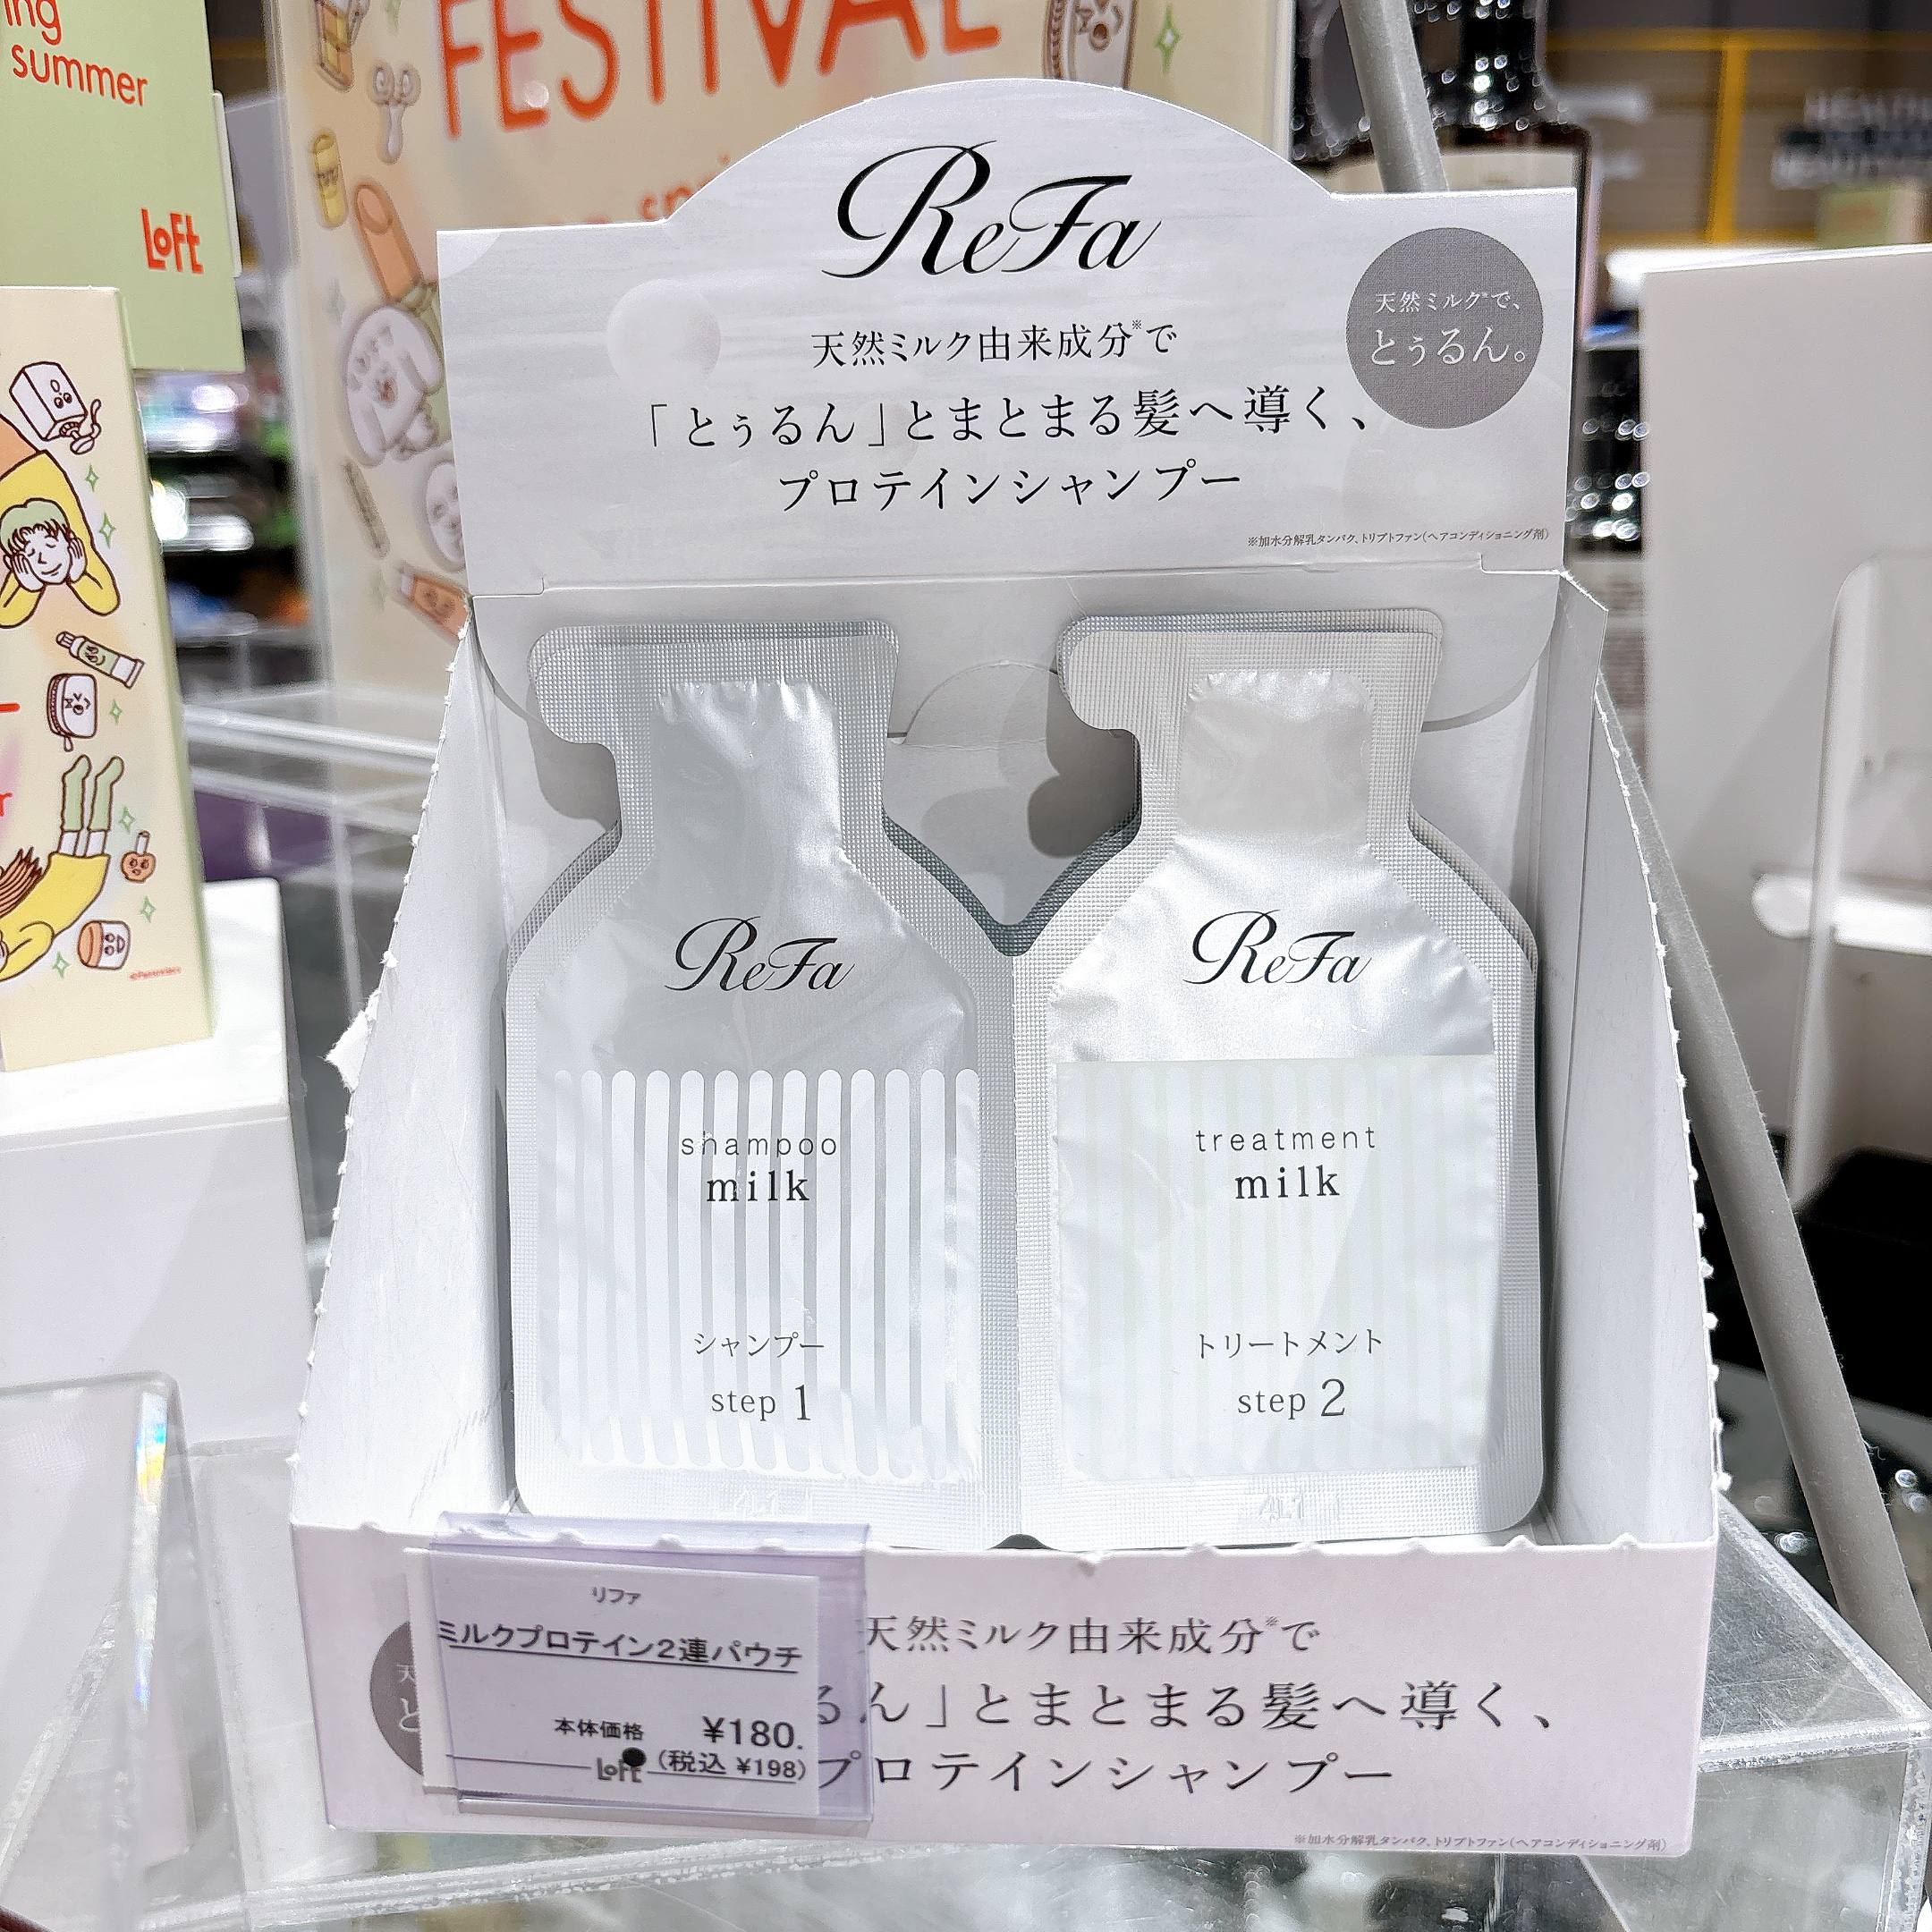 ing
summer
LOFT
FESTIVAL
ReFa
天然ミルク由来成分※で
「とぅるん」とまとまる髪へ導く、
プロテインシャンプー
天然ミルク※で、
とぅるん。
※加水分解乳タンパク、トリプトファン(ヘアコンディショニング剤)
ReFa
shampoo
milk
シャンプー
step 1
ReFa
treatment
milk
トリートメント
step 2
リファ
ミルクプロテイン2連パウチ
本体価格 ¥180.
LOFT (税込 ¥198)
天然ミルク由来成分※で
るん」とまとまる髪へ導く、
プロテインシャンプー
※加水分解乳タンパク、トリプトファン(ヘアコンディショニング剤)